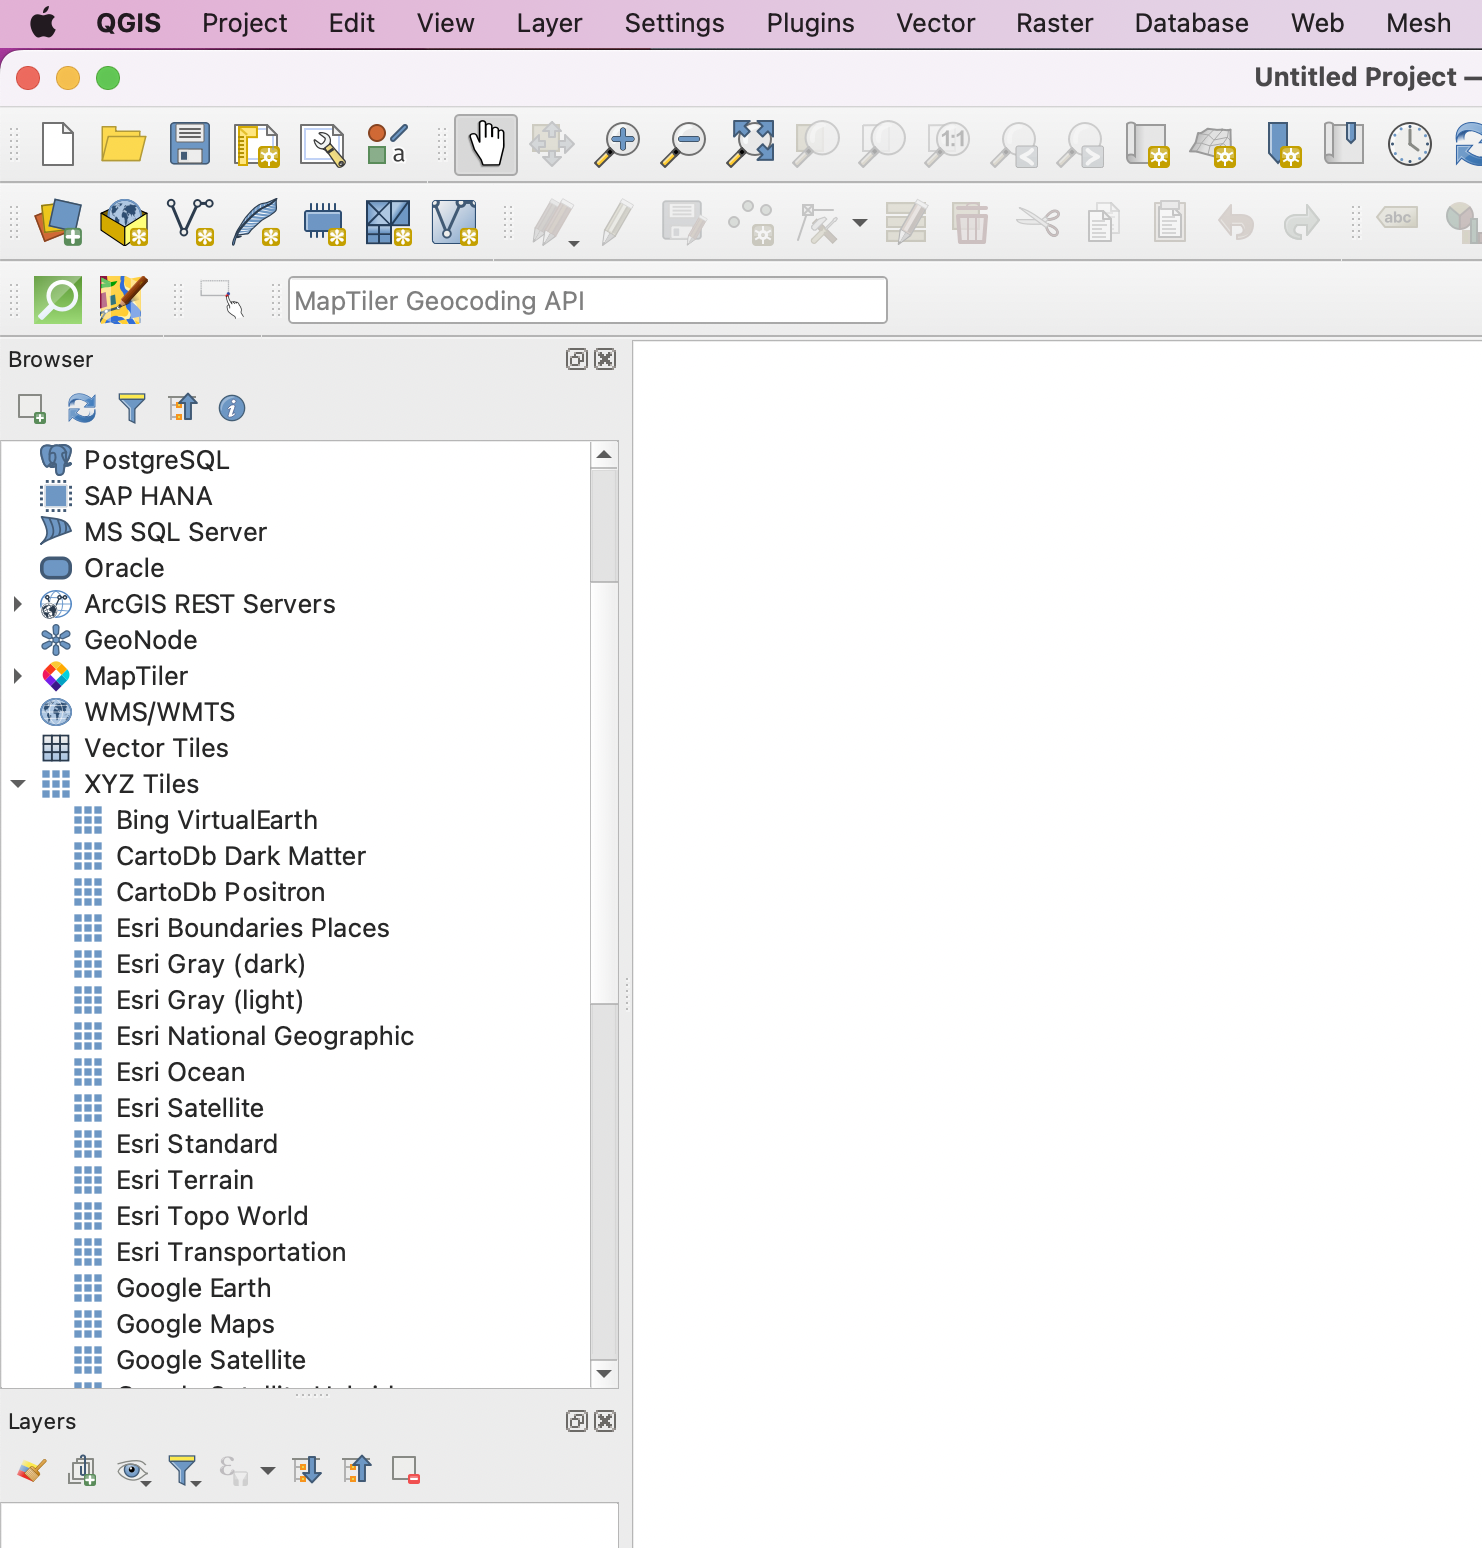 QGIS Project Edit View Layer Settings Plugins Vector Raster Database Web Mesh
Untitled Project —
a
1:1
abc
MapTiler Geocoding API
Browser
PostgreSQL
SAP HANA
MS SQL Server
Oracle
ArcGIS REST Servers
GeoNode
MapTiler
WMS/WMTS
Vector Tiles
XYZ Tiles
Bing VirtualEarth
CartoDb Dark Matter
CartoDb Positron
Esri Boundaries Places
Esri Gray (dark)
Esri Gray (light)
Esri National Geographic
Esri Ocean
Esri Satellite
Esri Standard
Esri Terrain
Esri Topo World
Esri Transportation
Google Earth
Google Maps
Google Satellite
Layers